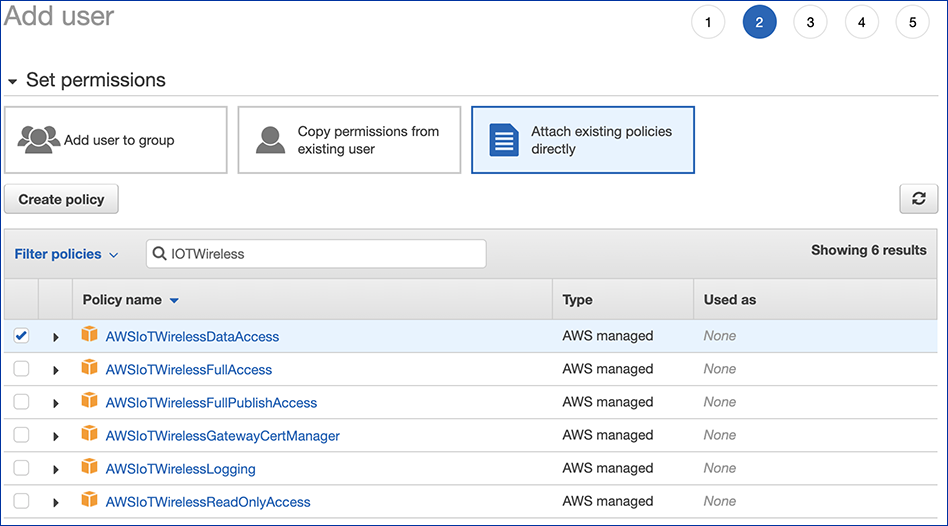 Add user
1 2 3 4 5
Set permissions
Add user to group
Copy permissions from
existing user
Attach existing policies
directly
Create policy
Filter policies
IOTWireless
Showing 6 results
Policy name Type Used as
AWSIoTWirelessDataAccess AWS managed None
AWSIoTWirelessFullAccess AWS managed None
AWSIoTWirelessFullPublishAccess AWS managed None
AWSIoTWirelessGatewayCertManager AWS managed None
AWSIoTWirelessLogging AWS managed None
AWSIoTWirelessReadOnlyAccess AWS managed None